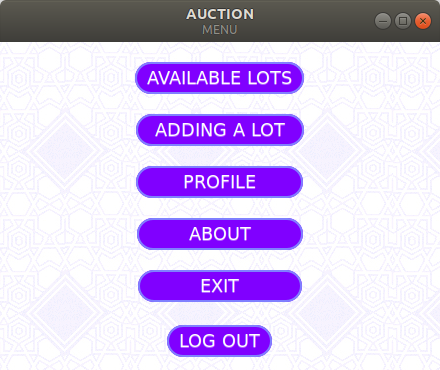 AUCTION
MENU
AVAILABLE LOTS
ADDING A LOT
PROFILE
ABOUT
EXIT
LOG OUT